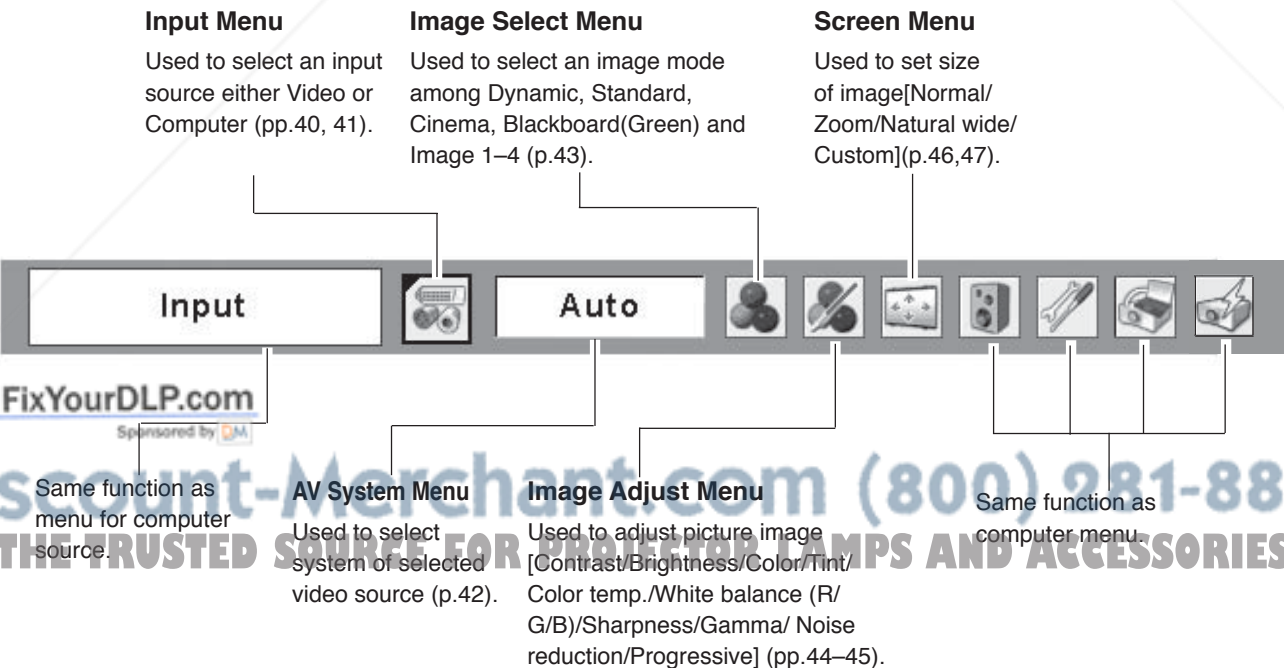 Input Menu
Used to select an input
source either Video or
Computer (pp.40, 41).
Image Select Menu
Used to select an image mode
among Dynamic, Standard,
Cinema, Blackboard(Green) and
Image 1–4 (p.43).
Screen Menu
Used to set size
of image[Normal/
Zoom/Natural wide/
Custom](p.46,47).
Input
Auto
FixYourDLP.com
Sponsored by DM
scount-Merchant.com (800) 281-88
THE TRUSTED SOURCE FOR PROJECTOR LAMPS AND ACCESSORIES
Same function as
menu for computer
source.
AV System Menu
Used to select
system of selected
video source (p.42).
Image Adjust Menu
Used to adjust picture image
[Contrast/Brightness/Color/Tint/
Color temp./White balance (R/
G/B)/Sharpness/Gamma/ Noise
reduction/Progressive] (pp.44–45).
Same function as
computer menu.